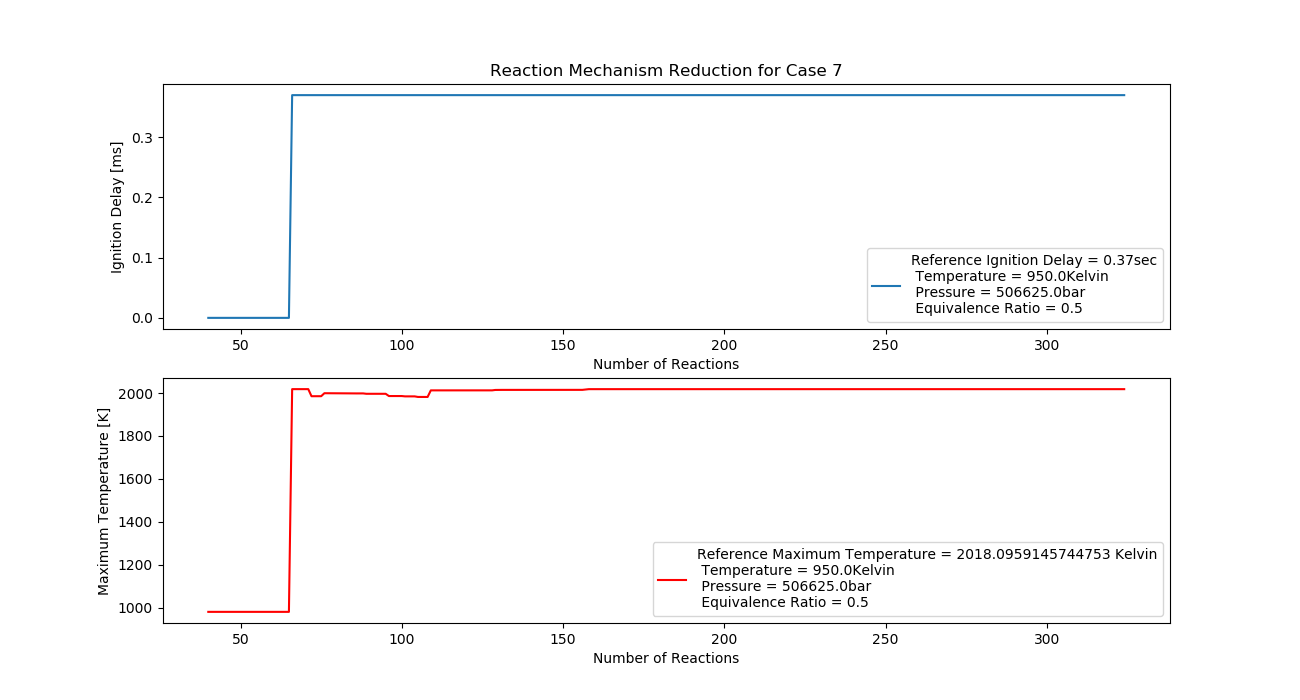 Reaction Mechanism Reduction for Case 7
Ignition Delay [ms]
0.3
0.2
0.1
0.0
Reference Ignition Delay = 0.37sec
Temperature = 950.0Kelvin
Pressure = 506625.0bar
Equivalence Ratio = 0.5
50 100 150 200 250 300
Number of Reactions
Maximum Temperature [K]
2000
1800
1600
1400
1200
1000
Reference Maximum Temperature = 2018.0959145744753 Kelvin
Temperature = 950.0Kelvin
Pressure = 506625.0bar
Equivalence Ratio = 0.5
50 100 150 200 250 300
Number of Reactions